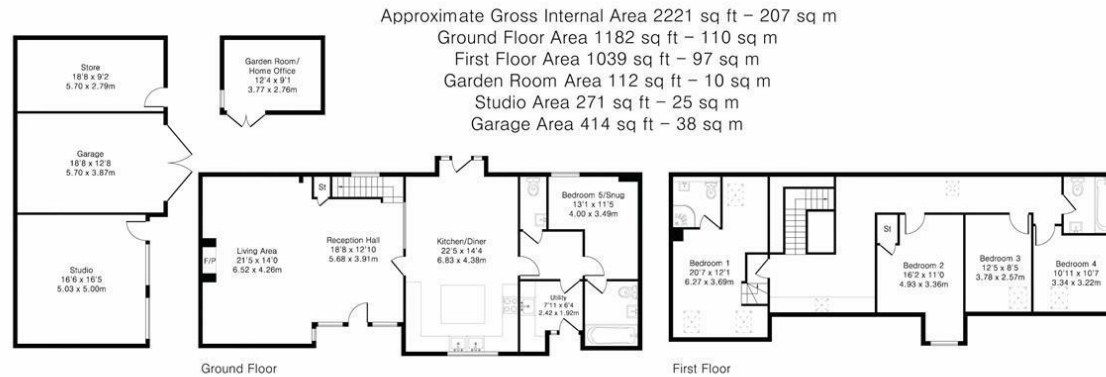 Approximate Gross Internal Area 2221 sq ft – 207 sq m
Ground Floor Area 1182 sq ft – 110 sq m
First Floor Area 1039 sq ft – 97 sq m
Garden Room Area 112 sq ft – 10 sq m
Studio Area 271 sq ft – 25 sq m
Garage Area 414 sq ft – 38 sq m
Store
18'8 x 9'2
5.70 x 2.79m
Garden Room/
Home Office
12'4 x 9'1
3.77 x 2.76m
Garage
18'8 x 12'8
5.70 x 3.87m
Studio
16'6 x 16'5
5.03 x 5.00m
St
F/P
Living Area
21'5 x 14'0
6.52 x 4.26m
Reception Hall
18'8 x 12'10
5.68 x 3.91m
Kitchen/Diner
22'5 x 14'4
6.83 x 4.38m
Bedroom 5/Snug
13'1 x 11'5
4.00 x 3.49m
Utility
7'11 x 6'4
2.42 x 1.92m
Ground Floor
Bedroom 1
20'7 x 12'1
6.27 x 3.69m
St
Bedroom 2
16'2 x 11'0
4.93 x 3.36m
Bedroom 3
12'5 x 8'5
3.78 x 2.57m
Bedroom 4
10'11 x 10'7
3.34 x 3.22m
First Floor